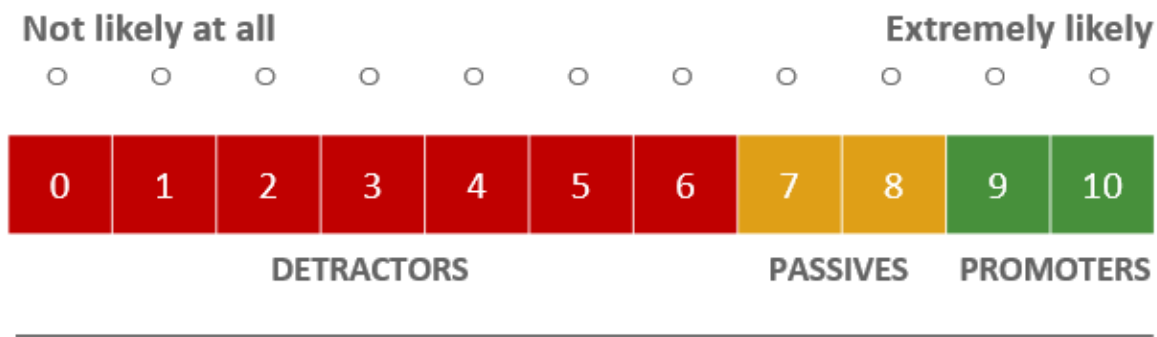 Not likely at all Extremely likely
0 1 2 3 4 5 6 7 8 9 10
DETRACTORS PASSIVES PROMOTERS